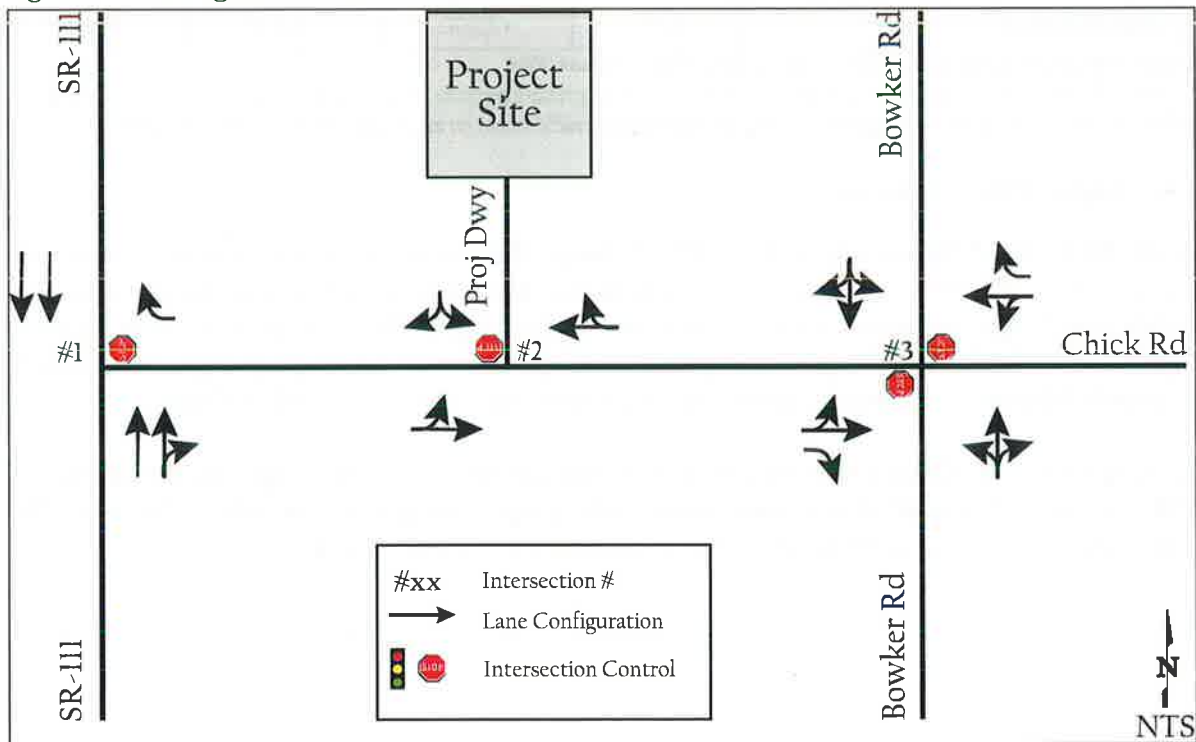 SR-111
Project
Site
Bowker Rd
Proj Dwy
#1
#2
#3
Chick Rd
#xx Intersection #
Lane Configuration
Intersection Control
SR-111
Bowker Rd
N
NTS